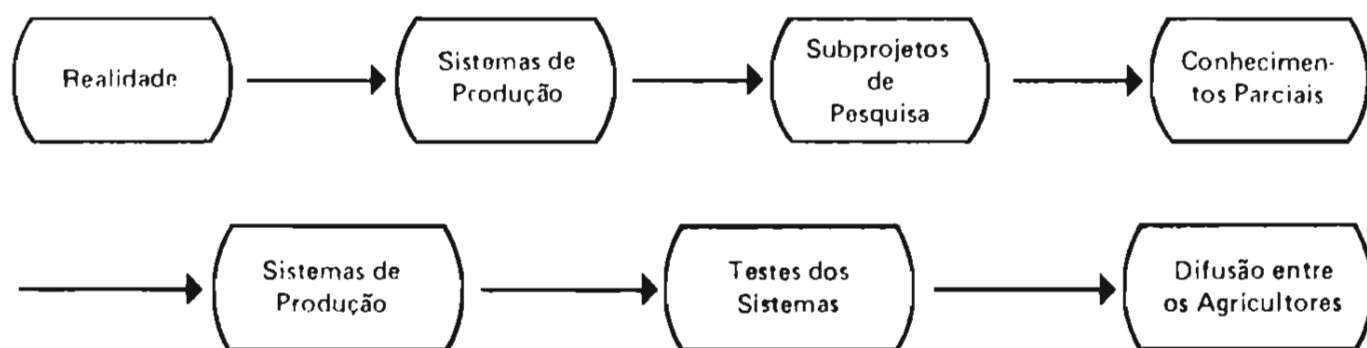 Realidade
Sistemas de
Produção
Subprojetos
de
Pesquisa
Conhecimen-
tos Parciais
Sistemas de
Produção
Testes dos
Sistemas
Difusão entre
os Agricultores